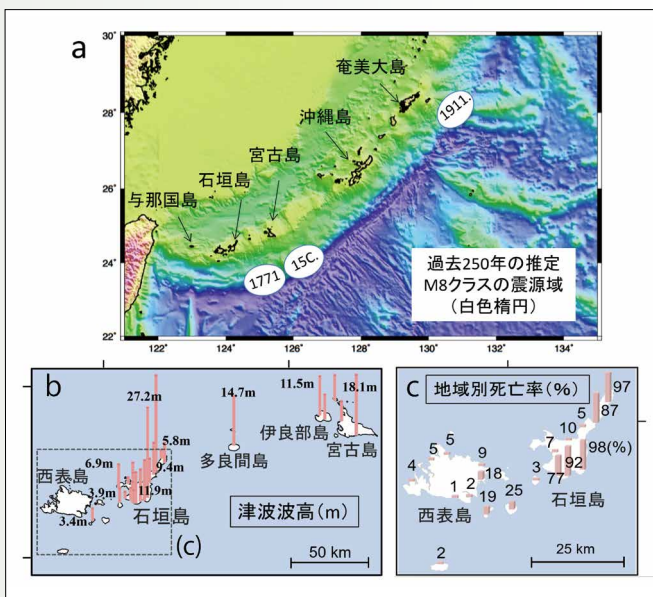 a
30°
28°
26°
24°
22°
122°
124°
126°
128°
130°
132°
134°
奄美大島
沖縄島
宮古島
石垣島
与那国島
1911.
15C.
1771
過去250年の推定
M8クラスの震源域
（白色楕円）
b
27.2m
14.7m
11.5m
18.1m
5.8m
6.9m
9.4m
3.9m
11.9m
3.4m
西表島
石垣島
多良間島
伊良部島
宮古島
(c)
津波波高(m)
50 km
c
地域別死亡率(%)
97
87
5
10
7
98(%)
92
77
3
5
5
4
9
18
1
2
19
25
2
西表島
石垣島
25 km